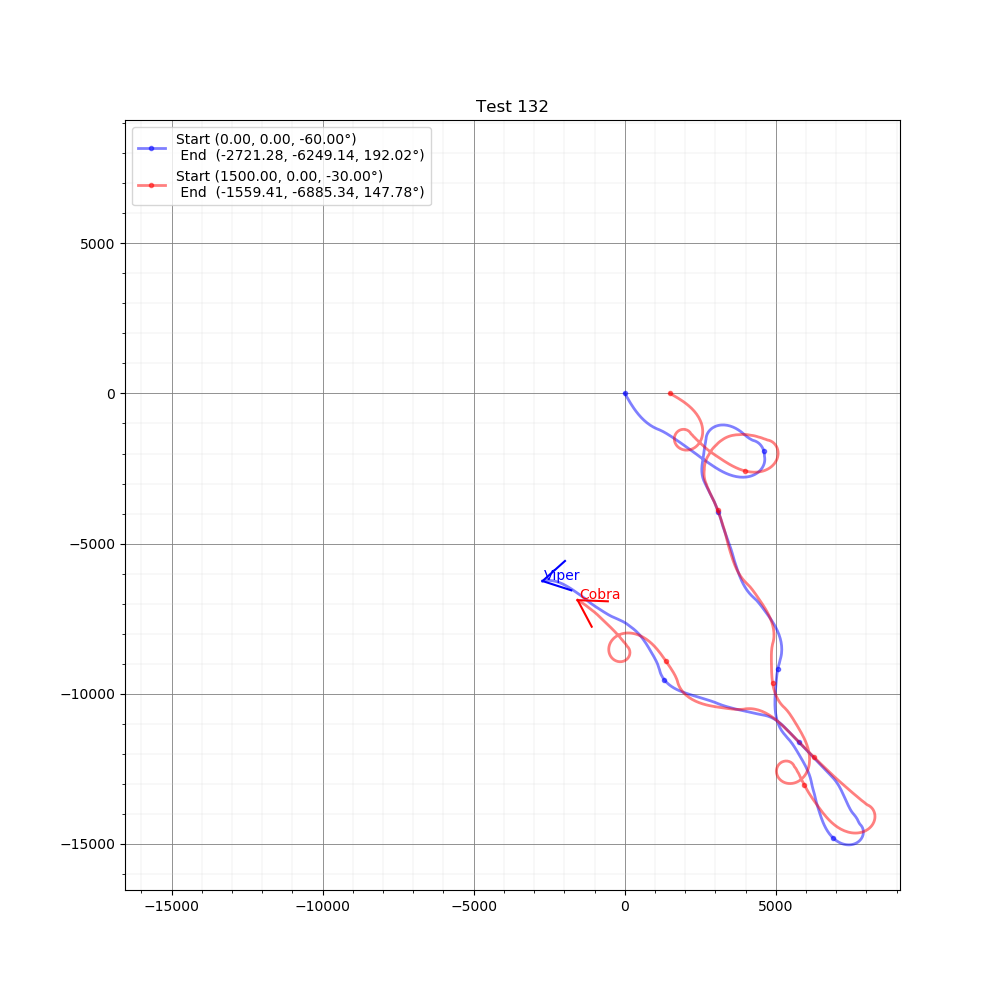 Test 132
Start (0.00, 0.00, -60.00°)
End (-2721.28, -6249.14, 192.02°)
Start (1500.00, 0.00, -30.00°)
End (-1559.41, -6885.34, 147.78°)
5000
0
−5000
−10000
−15000
Viper
Cobra
−15000
−10000
−5000
0
5000